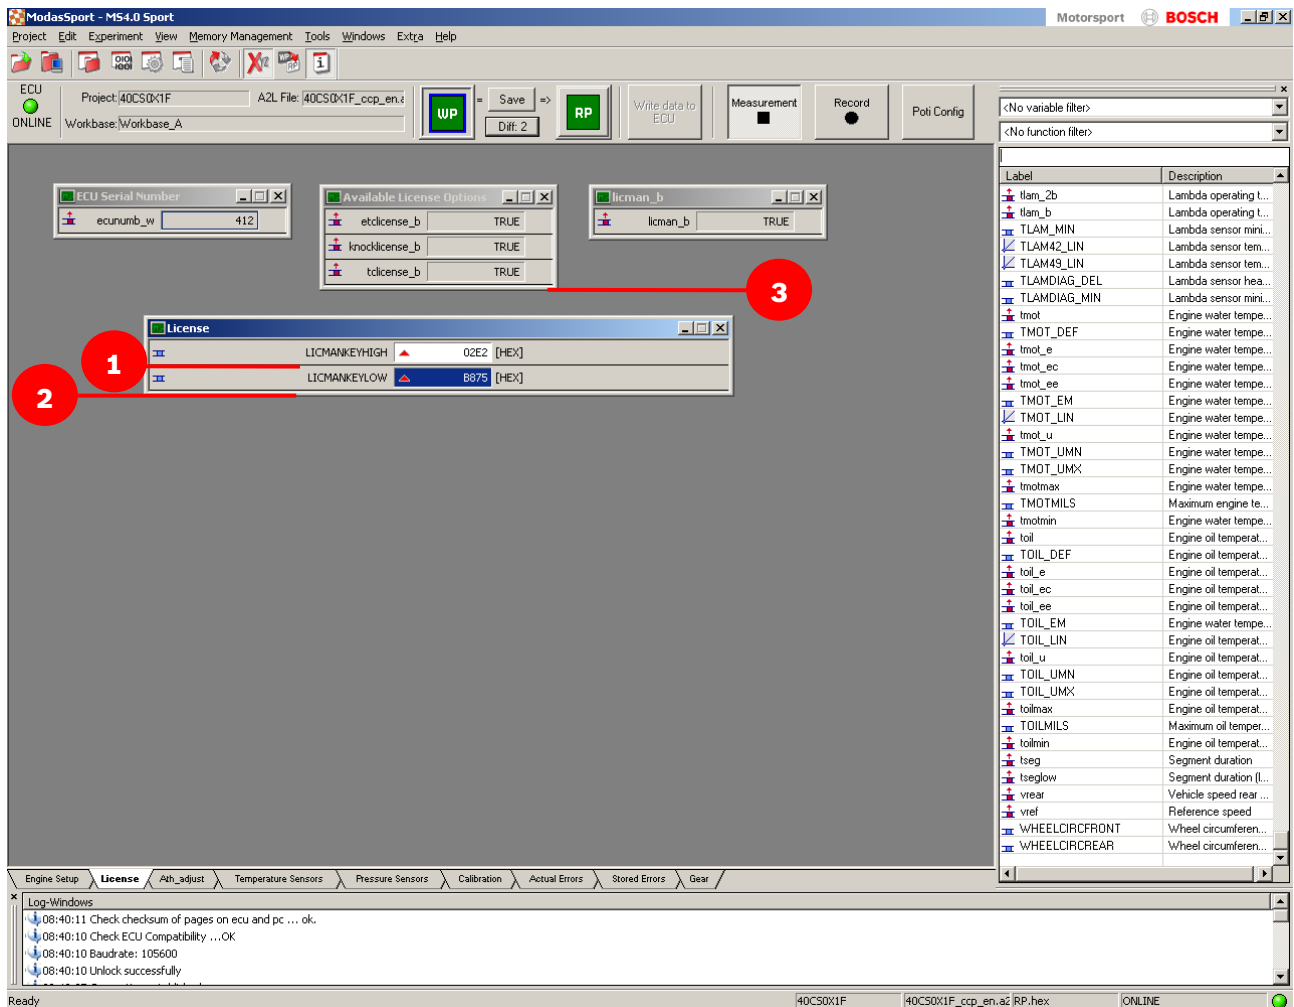 ModasSport - MS4.0 Sport
Motorsport BOSCH
Project Edit Experiment View Memory Management Tools Windows Extra Help
ECU
ONLINE
Project: 40CS0X1F
A2L File: 40CS0X1F_ccp_en.a
Workbase: Workbase_A
WP
=
Save
=>
Diff: 2
RP
Write data to
ECU
Measurement
Record
Poti Config
<No variable filter>
<No function filter>
Label Description
tlam_2b Lambda operating t...
tlam_b Lambda operating t...
TLAM_MIN Lambda sensor mini...
TLAM42_LIN Lambda sensor tem...
TLAM49_LIN Lambda sensor tem...
TLAMDIAG_DEL Lambda sensor hea...
TLAMDIAG_MIN Lambda sensor mini...
tmot Engine water tempe...
TMOT_DEF Engine water tempe...
tmot_e Engine water tempe...
tmot_ec Engine water tempe...
tmot_ee Engine water tempe...
TMOT_EM Engine water tempe...
TMOT_LIN Engine water tempe...
tmot_u Engine water tempe...
TMOT_UMN Engine water tempe...
TMOT_UMX Engine water tempe...
tmotmax Engine water tempe...
TMOTMILS Maximum engine te...
tmotmin Engine water tempe...
toil Engine oil temperat...
TOIL_DEF Engine oil temperat...
toil_e Engine oil temperat...
toil_ec Engine oil temperat...
toil_ee Engine oil temperat...
TOIL_EM Engine water tempe...
TOIL_LIN Engine oil temperat...
toil_u Engine oil temperat...
TOIL_UMN Engine oil temperat...
TOIL_UMX Engine oil temperat...
toilmax Engine oil temperat...
TOILMILS Maximum oil temper...
toilmin Engine oil temperat...
tseg Segment duration
tseglow Segment duration (l...
vrear Vehicle speed rear ...
vref Reference speed
WHEELCIRCFRONT Wheel circumferen...
WHEELCIRCREAR Wheel circumferen...
ECU Serial Number
ecunumb_w 412
Available License Options
etclicense_b TRUE
knocklicense_b TRUE
tclicense_b TRUE
licman_b
licman_b TRUE
3
License
LICMANKEYHIGH 02E2 [HEX]
LICMANKEYLOW B875 [HEX]
1
2
Engine Setup License Ath_adjust Temperature Sensors Pressure Sensors Calibration Actual Errors Stored Errors Gear
Log-Windows
08:40:11 Check checksum of pages on ecu and pc ... ok.
08:40:10 Check ECU Compatibility ...OK
08:40:10 Baudrate: 105600
08:40:10 Unlock successfully
Ready 40CS0X1F 40CS0X1F_ccp_en.a2 RP.hex ONLINE